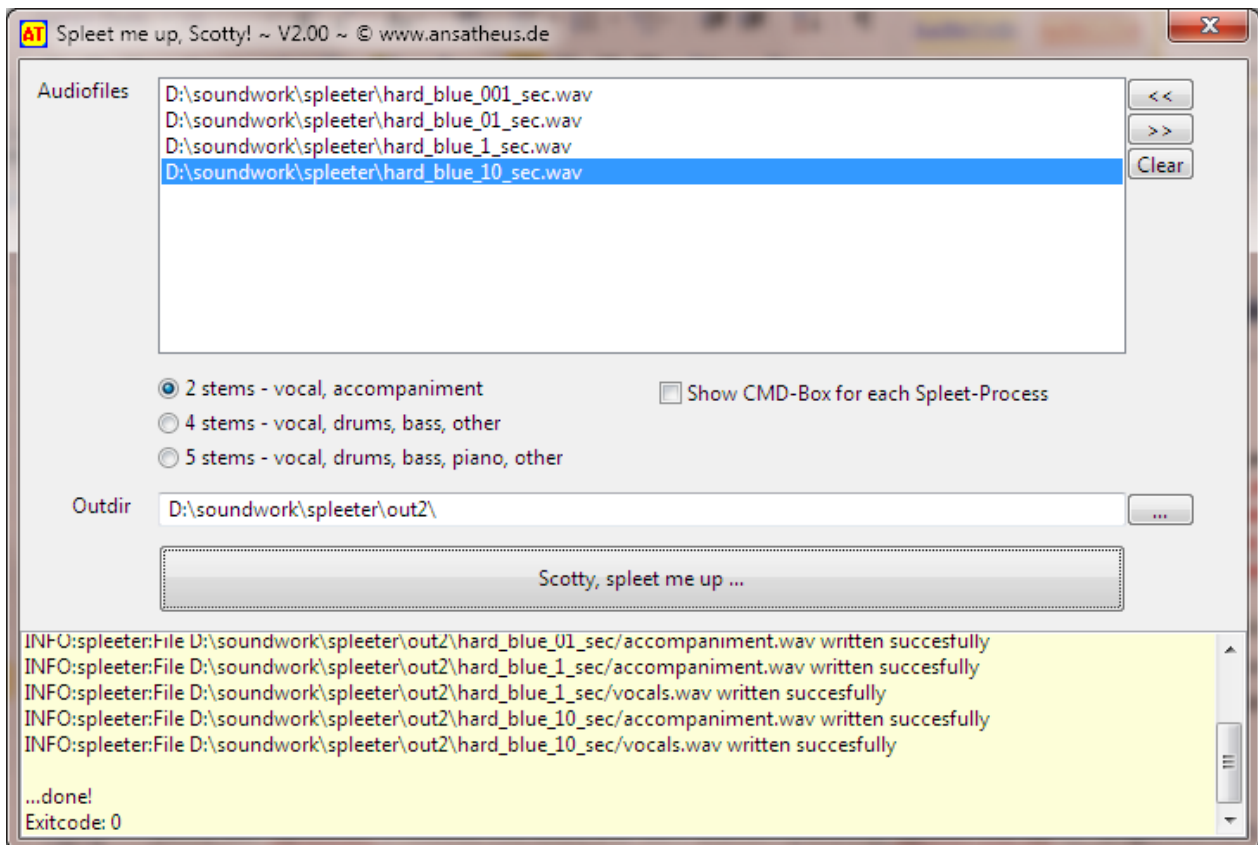 AT Spleet me up, Scotty! ~ V2.00 ~ © www.ansatheus.de X
Audiofiles
D:\soundwork\spleeter\hard_blue_001_sec.wav
D:\soundwork\spleeter\hard_blue_01_sec.wav
D:\soundwork\spleeter\hard_blue_1_sec.wav
D:\soundwork\spleeter\hard_blue_10_sec.wav
<<
>>
Clear
2 stems - vocal, accompaniment
Show CMD-Box for each Spleet-Process
4 stems - vocal, drums, bass, other
5 stems - vocal, drums, bass, piano, other
Outdir D:\soundwork\spleeter\out2\ ...
Scotty, spleet me up ...
INFO:spleeter:File D:\soundwork\spleeter\out2\hard_blue_01_sec/accompaniment.wav written succesfully
INFO:spleeter:File D:\soundwork\spleeter\out2\hard_blue_1_sec/accompaniment.wav written succesfully
INFO:spleeter:File D:\soundwork\spleeter\out2\hard_blue_1_sec/vocals.wav written succesfully
INFO:spleeter:File D:\soundwork\spleeter\out2\hard_blue_10_sec/accompaniment.wav written succesfully
INFO:spleeter:File D:\soundwork\spleeter\out2\hard_blue_10_sec/vocals.wav written succesfully
...done!
Exitcode: 0